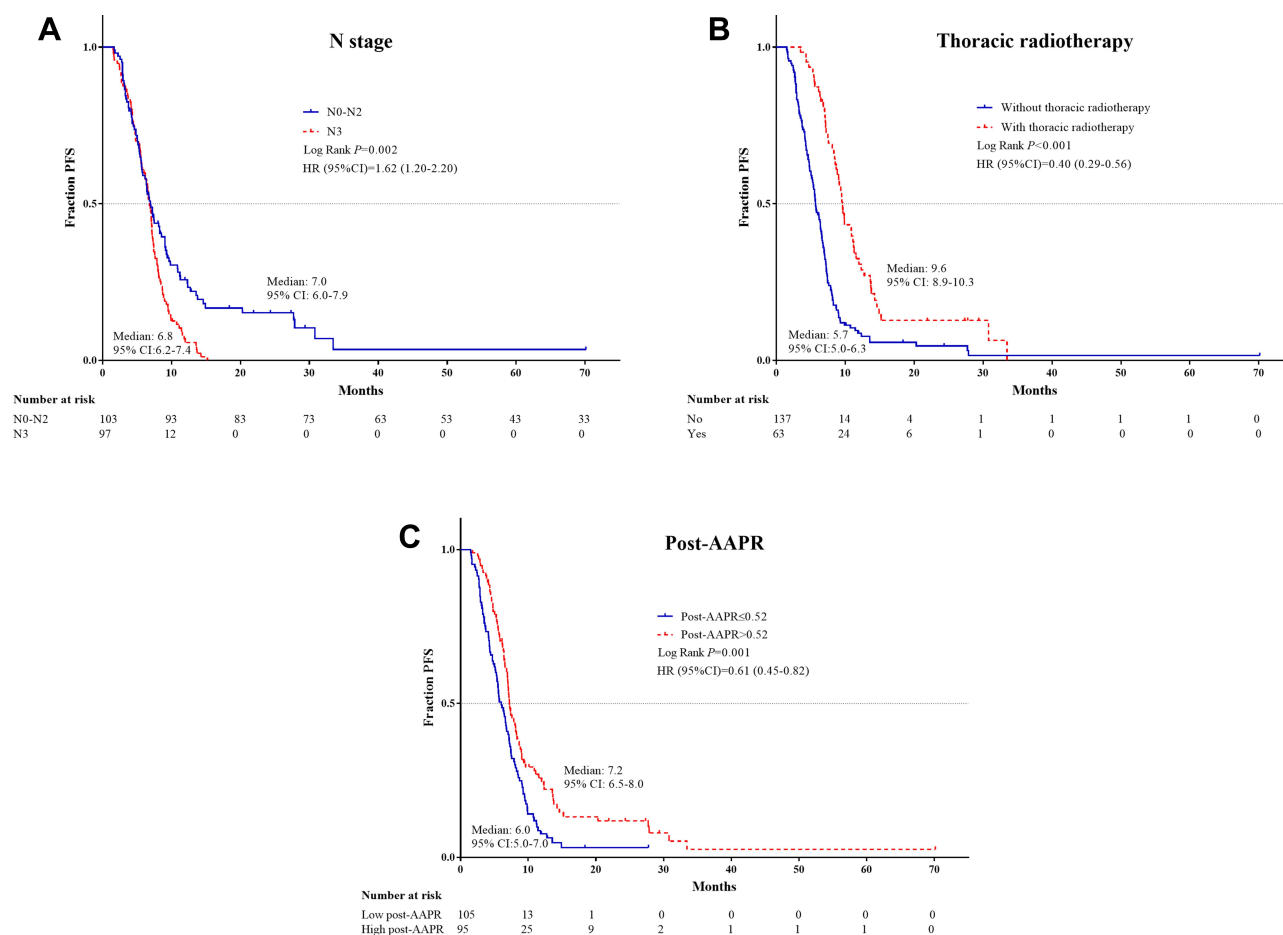 A
N stage
1.0
0.5
0.0
Fraction PFS
N0-N2
N3
Log Rank P=0.002
HR (95%CI)=1.62 (1.20-2.20)
Median: 7.0
95% CI: 6.0-7.9
Median: 6.8
95% CI:6.2-7.4
0 10 20 30 40 50 60 70
Months
Number at risk
N0-N2 103 93 83 73 63 53 43 33
N3 97 12 0 0 0 0 0 0
B
Thoracic radiotherapy
1.0
0.5
0.0
Fraction PFS
Without thoracic radiotherapy
With thoracic radiotherapy
Log Rank P<0.001
HR (95%CI)=0.40 (0.29-0.56)
Median: 9.6
95% CI: 8.9-10.3
Median: 5.7
95% CI:5.0-6.3
0 10 20 30 40 50 60 70
Months
Number at risk
No 137 14 4 1 1 1 1 0
Yes 63 24 6 1 0 0 0 0
C
Post-AAPR
1.0
0.5
0.0
Fraction PFS
Post-AAPR≤0.52
Post-AAPR>0.52
Log Rank P=0.001
HR (95%CI)=0.61 (0.45-0.82)
Median: 7.2
95% CI: 6.5-8.0
Median: 6.0
95% CI:5.0-7.0
0 10 20 30 40 50 60 70
Months
Number at risk
Low post-AAPR 105 13 1 0 0 0 0 0
High post-AAPR 95 25 9 2 1 1 1 0